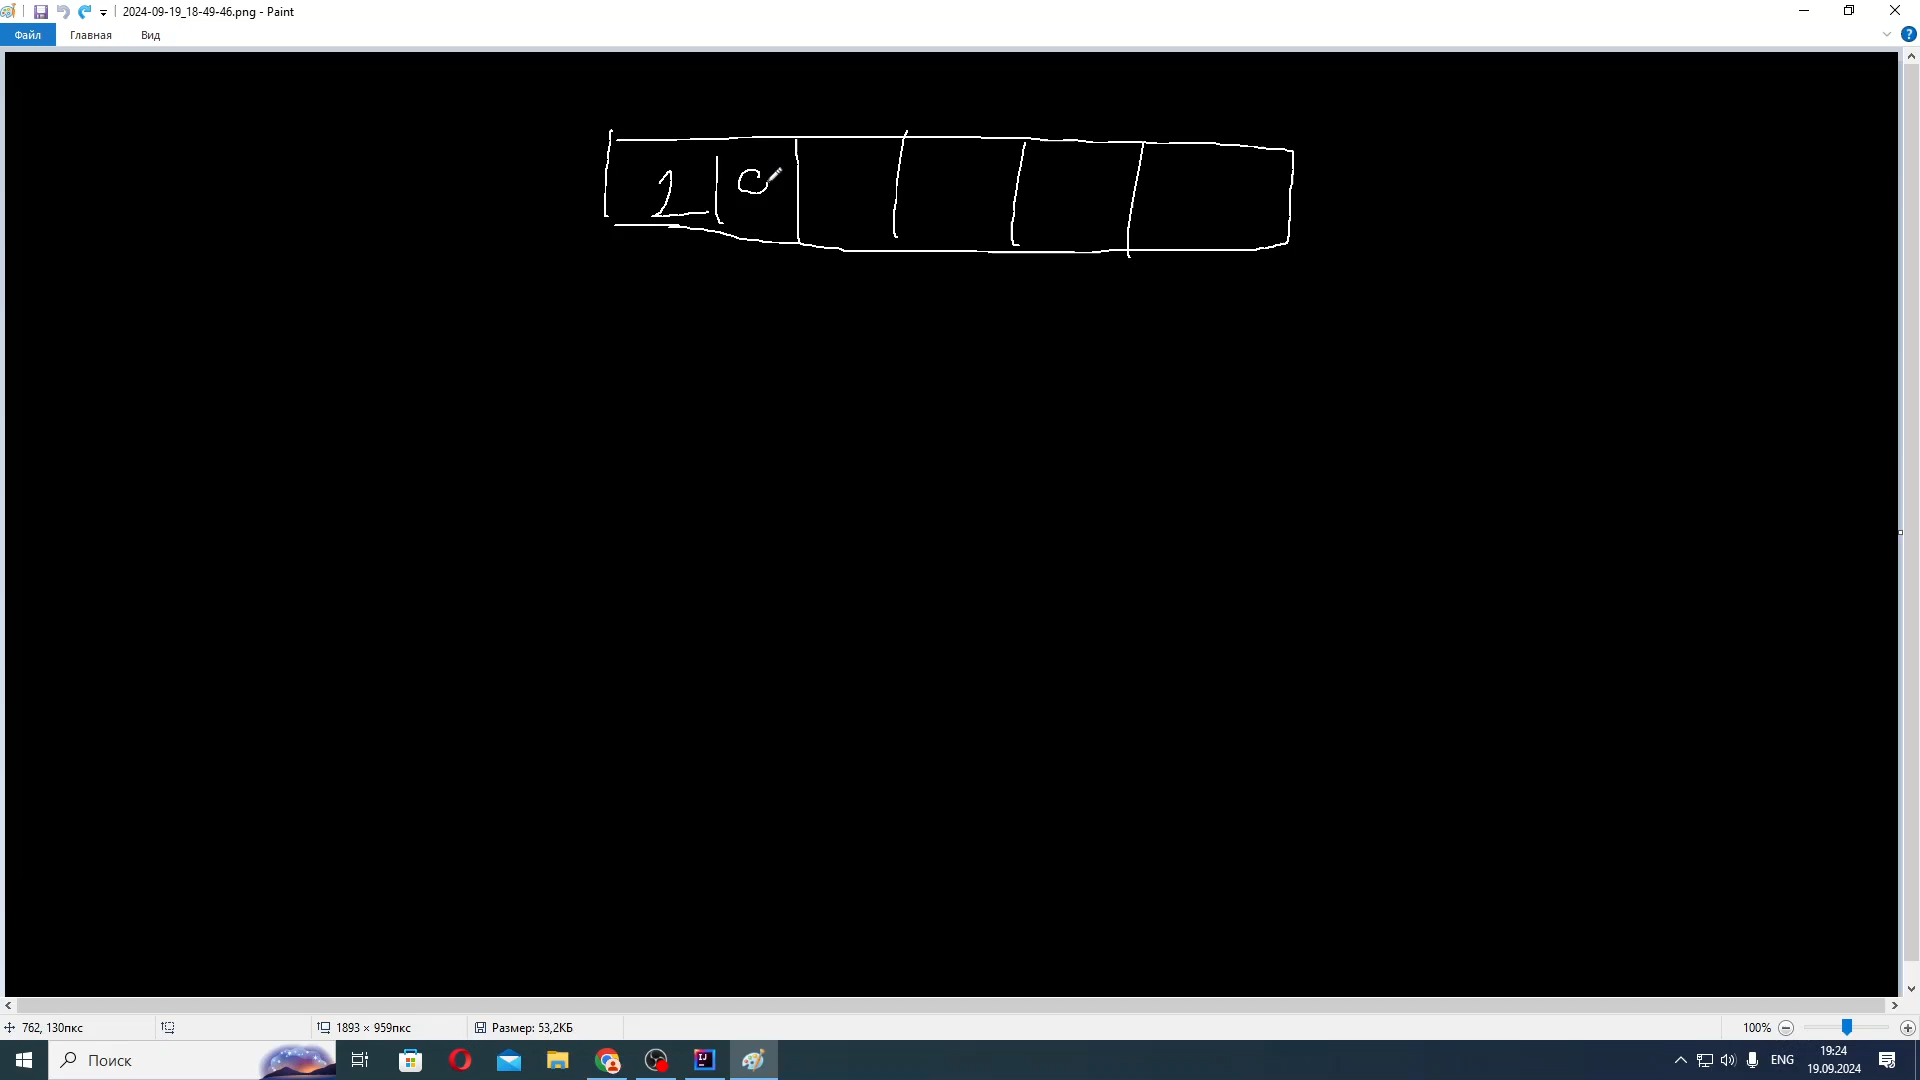 2024-09-19_18-49-46.png - Paint
Файл Главная Вид
1
762, 130пкс 1893 × 959пкс Размер: 53,2КБ 100%
Поиск ENG 19:24
19.09.2024